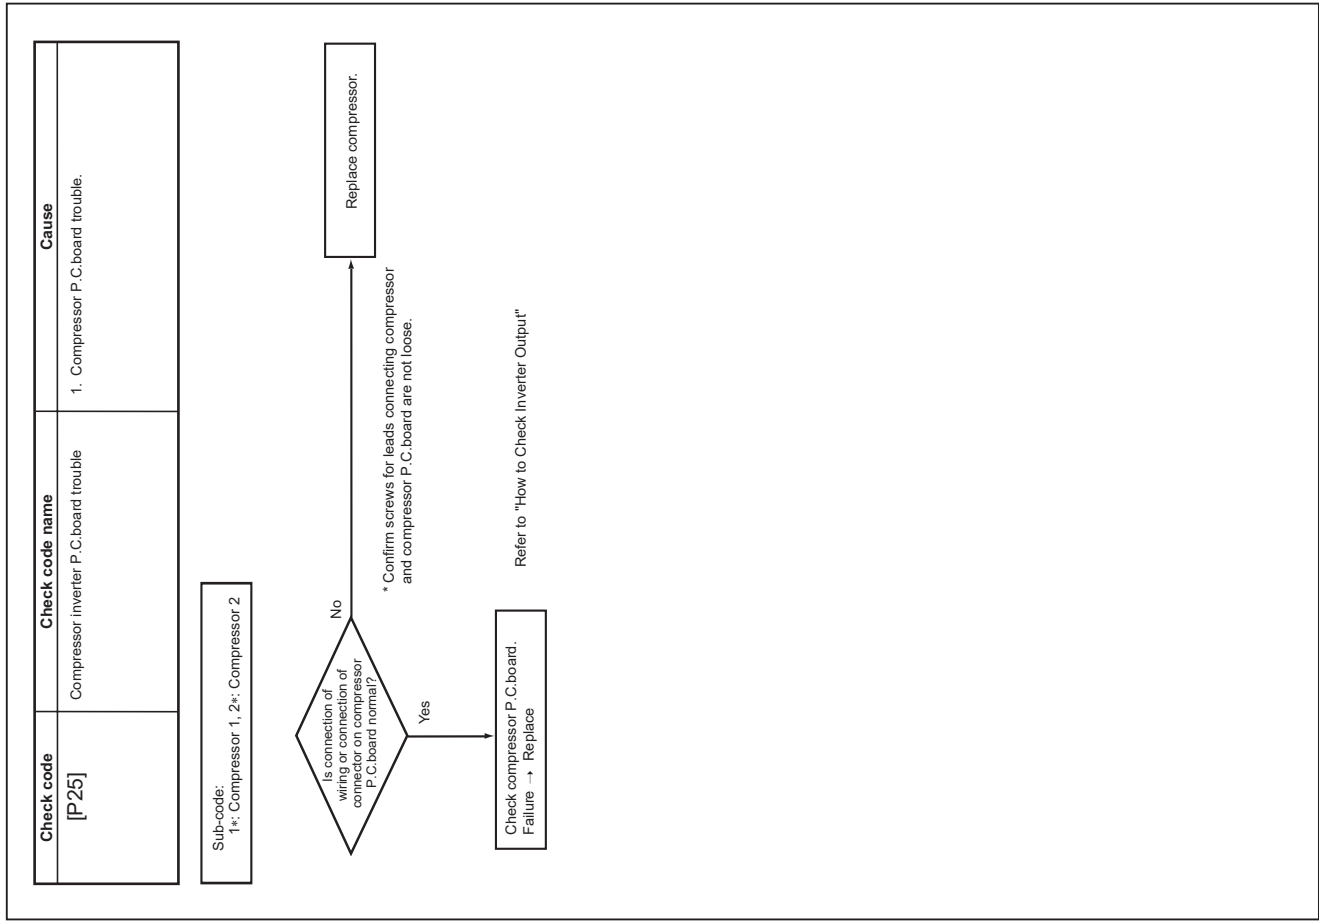 Check code
Check code name
Cause
[P25]
Compressor inverter P.C.board trouble
1. Compressor P.C.board trouble.
Sub-code:
1∗: Compressor 1, 2∗: Compressor 2
Is connection of
wiring or connection of
connector on compressor
P.C.board normal?
No
Replace compressor.
* Confirm screws for leads connecting compressor
and compressor P.C.board are not loose.
Yes
Check compressor P.C.board.
Failure → Replace
Refer to "How to Check Inverter Output"